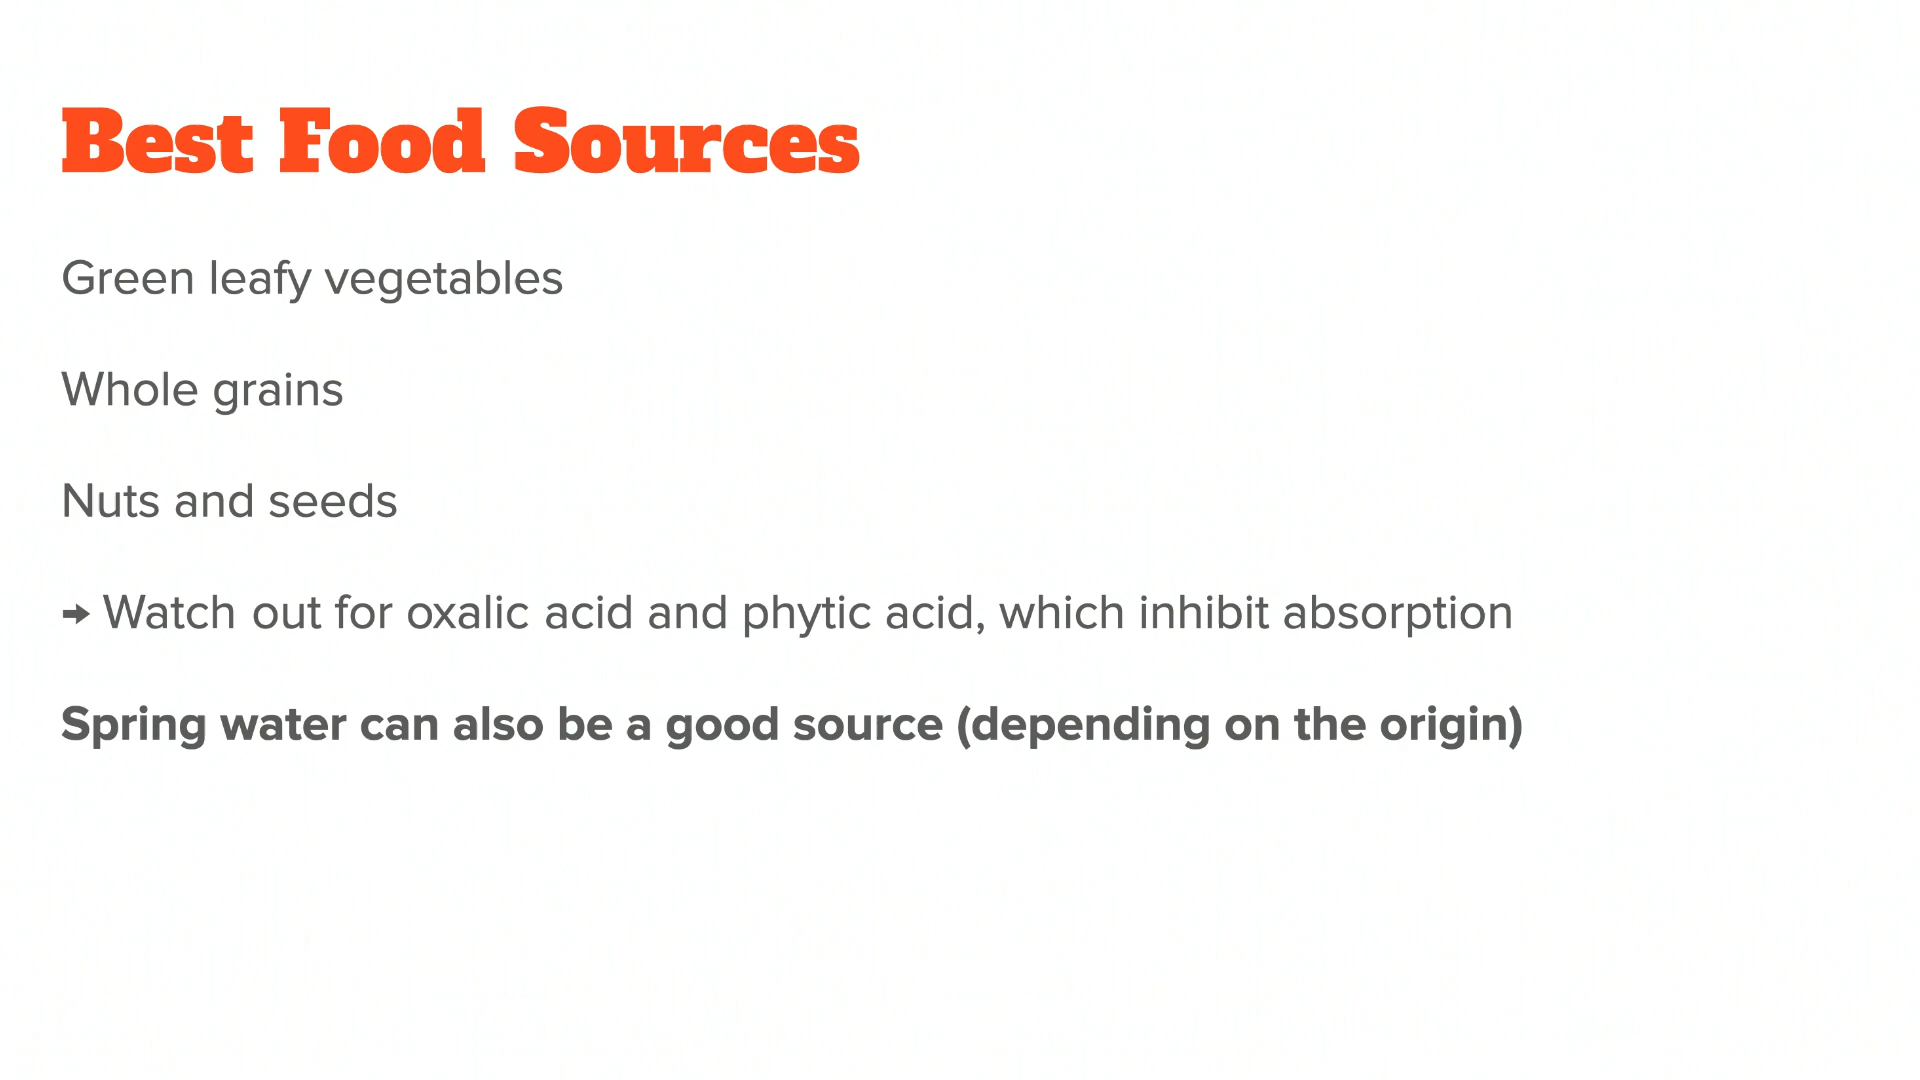 Best Food Sources
Green leafy vegetables
Whole grains
Nuts and seeds
➜ Watch out for oxalic acid and phytic acid, which inhibit absorption
Spring water can also be a good source (depending on the origin)